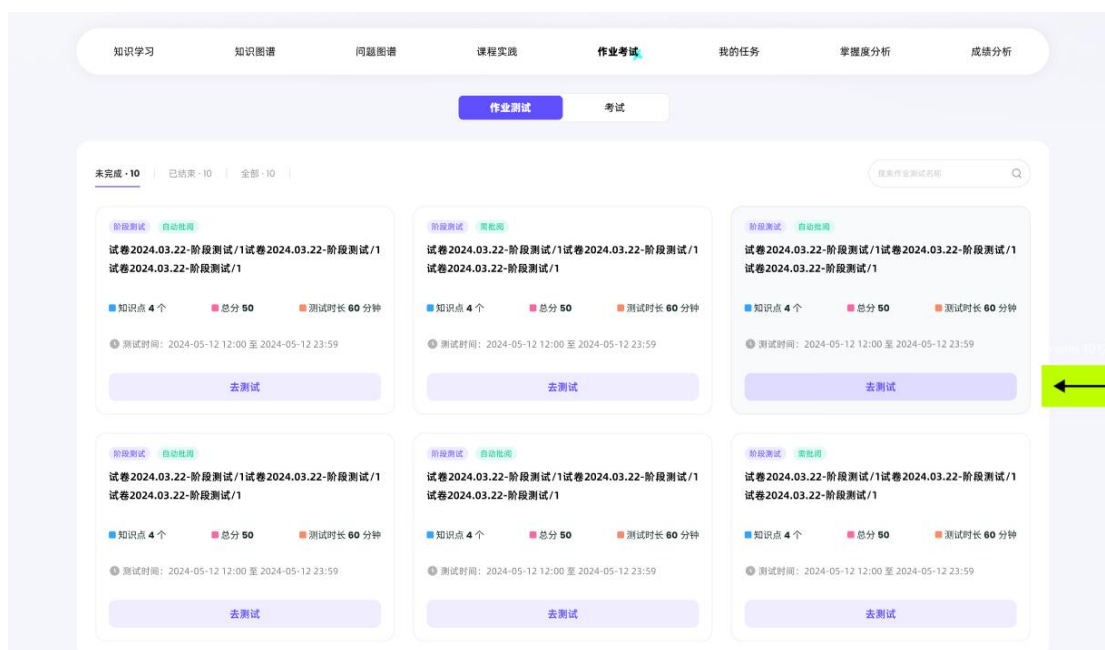 知识学习 知识图谱 问题图谱 课程实践 作业考试 我的任务 掌握度分析 成绩分析
作业测试 考试
未完成·10 已结束·10 全部·10 搜索作业测试名称
阶段测试 自动批阅
试卷2024.03.22-阶段测试/1试卷2024.03.22-阶段测试/1
试卷2024.03.22-阶段测试/1
知识点 4 个 总分 50 测试时长 60 分钟
测试时间：2024-05-12 12:00 至 2024-05-12 23:59
去测试
阶段测试 需批阅
试卷2024.03.22-阶段测试/1试卷2024.03.22-阶段测试/1
试卷2024.03.22-阶段测试/1
知识点 4 个 总分 50 测试时长 60 分钟
测试时间：2024-05-12 12:00 至 2024-05-12 23:59
去测试
阶段测试 自动批阅
试卷2024.03.22-阶段测试/1试卷2024.03.22-阶段测试/1
试卷2024.03.22-阶段测试/1
知识点 4 个 总分 50 测试时长 60 分钟
测试时间：2024-05-12 12:00 至 2024-05-12 23:59
去测试
阶段测试 自动批阅
试卷2024.03.22-阶段测试/1试卷2024.03.22-阶段测试/1
试卷2024.03.22-阶段测试/1
知识点 4 个 总分 50 测试时长 60 分钟
测试时间：2024-05-12 12:00 至 2024-05-12 23:59
去测试
阶段测试 自动批阅
试卷2024.03.22-阶段测试/1试卷2024.03.22-阶段测试/1
试卷2024.03.22-阶段测试/1
知识点 4 个 总分 50 测试时长 60 分钟
测试时间：2024-05-12 12:00 至 2024-05-12 23:59
去测试
阶段测试 需批阅
试卷2024.03.22-阶段测试/1试卷2024.03.22-阶段测试/1
试卷2024.03.22-阶段测试/1
知识点 4 个 总分 50 测试时长 60 分钟
测试时间：2024-05-12 12:00 至 2024-05-12 23:59
去测试